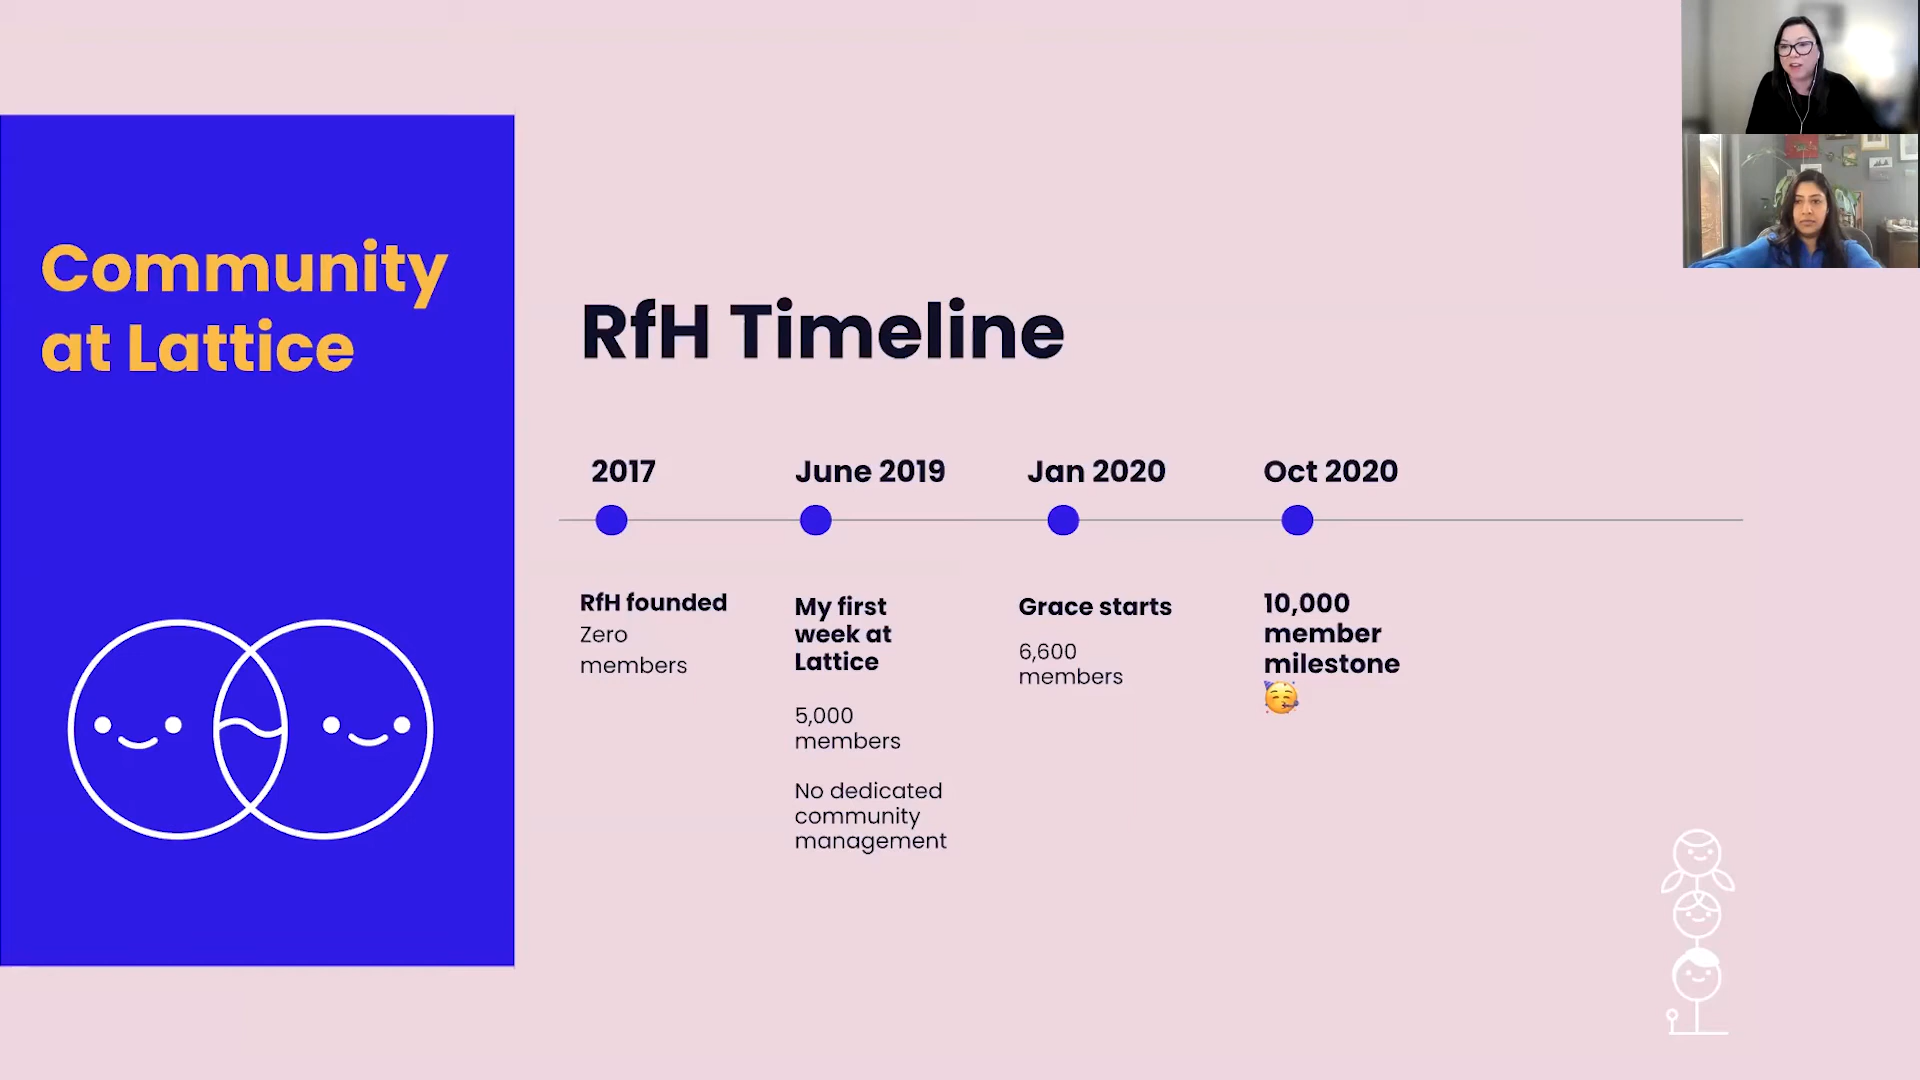 Community
at Lattice
RfH Timeline
2017
June 2019
Jan 2020
Oct 2020
RfH founded
Zero
members
My first
week at
Lattice
5,000
members
No dedicated
community
management
Grace starts
6,600
members
10,000
member
milestone
🥳